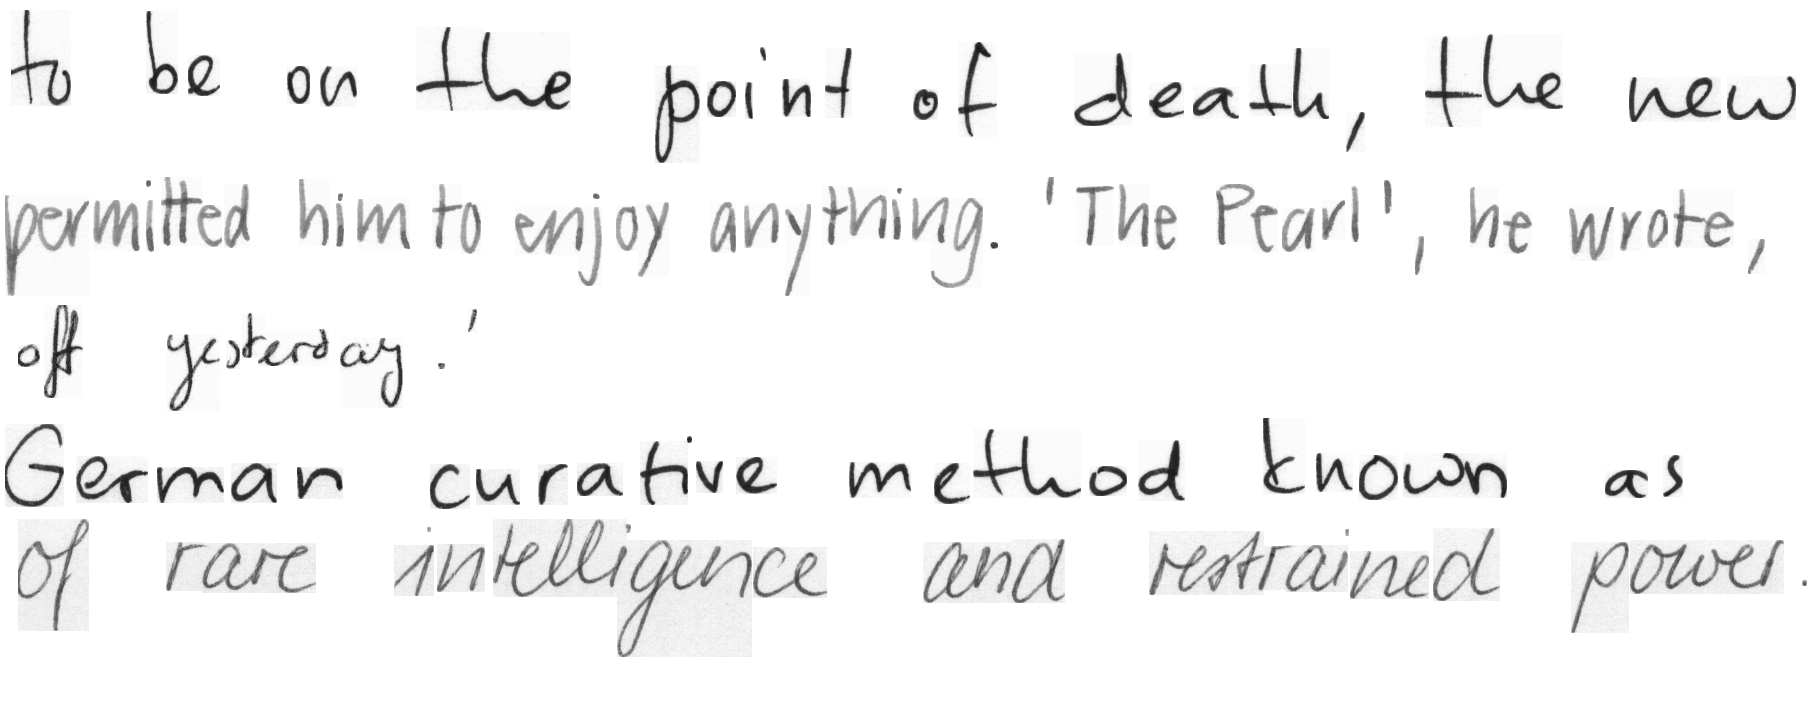 to be on the point of death, the new
permitted him to enjoy anything. 'The Pearl', he wrote,
off yesterday.'
German curative method known as
of rare intelligence and restrained power.